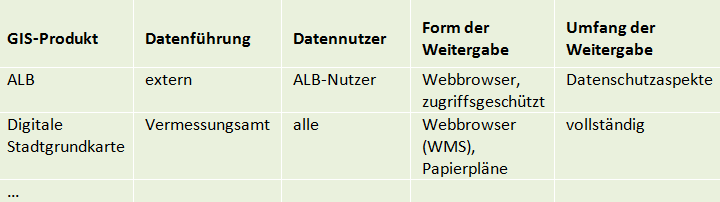 GIS-Produkt Datenführung Datennutzer Form der Weitergabe Umfang der Weitergabe
ALB extern ALB-Nutzer Webbrowser, zugriffsgeschützt Datenschutzaspekte
Digitale Stadtgrundkarte Vermessungsamt alle Webbrowser (WMS), Papierpläne vollständig
...